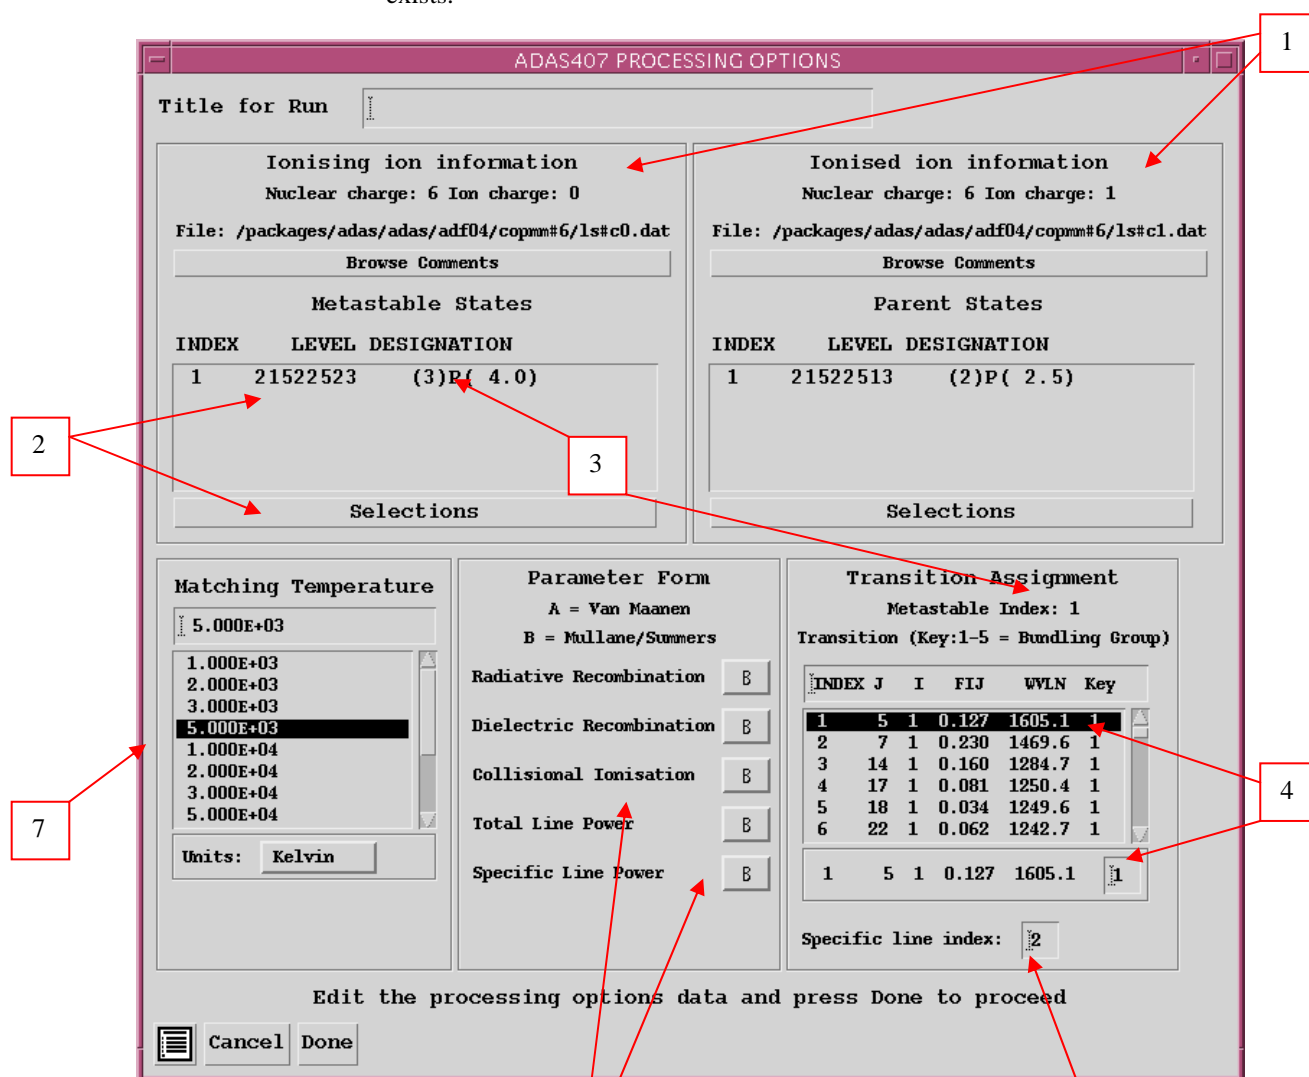 exists.
1
ADAS407 PROCESSING OPTIONS
Title for Run
Ionising ion information
Nuclear charge: 6 Ion charge: 0
File: /packages/adas/adas/adf04/copmm#6/ls#c0.dat
Browse Comments
Metastable States
INDEX LEVEL DESIGNATION
1 21522523 (3)P( 4.0)
Selections
Ionised ion information
Nuclear charge: 6 Ion charge: 1
File: /packages/adas/adas/adf04/copmm#6/ls#c1.dat
Browse Comments
Parent States
INDEX LEVEL DESIGNATION
1 21522513 (2)P( 2.5)
Selections
2
3
Matching Temperature
5.000E+03
1.000E+03
2.000E+03
3.000E+03
5.000E+03
1.000E+04
2.000E+04
3.000E+04
5.000E+04
Units: Kelvin
7
Parameter Form
A = Van Maanen
B = Mullane/Summers
Radiative Recombination B
Dielectric Recombination B
Collisional Ionisation B
Total Line Power B
Specific Line Power B
Transition Assignment
Metastable Index: 1
Transition (Key:1-5 = Bundling Group)
INDEX J I FIJ WVLN Key
1 5 1 0.127 1605.1 1
2 7 1 0.230 1469.6 1
3 14 1 0.160 1284.7 1
4 17 1 0.081 1250.4 1
5 18 1 0.034 1249.6 1
6 22 1 0.062 1242.7 1
1 5 1 0.127 1605.1 1
Specific line index: 2
4
Edit the processing options data and press Done to proceed
Cancel Done